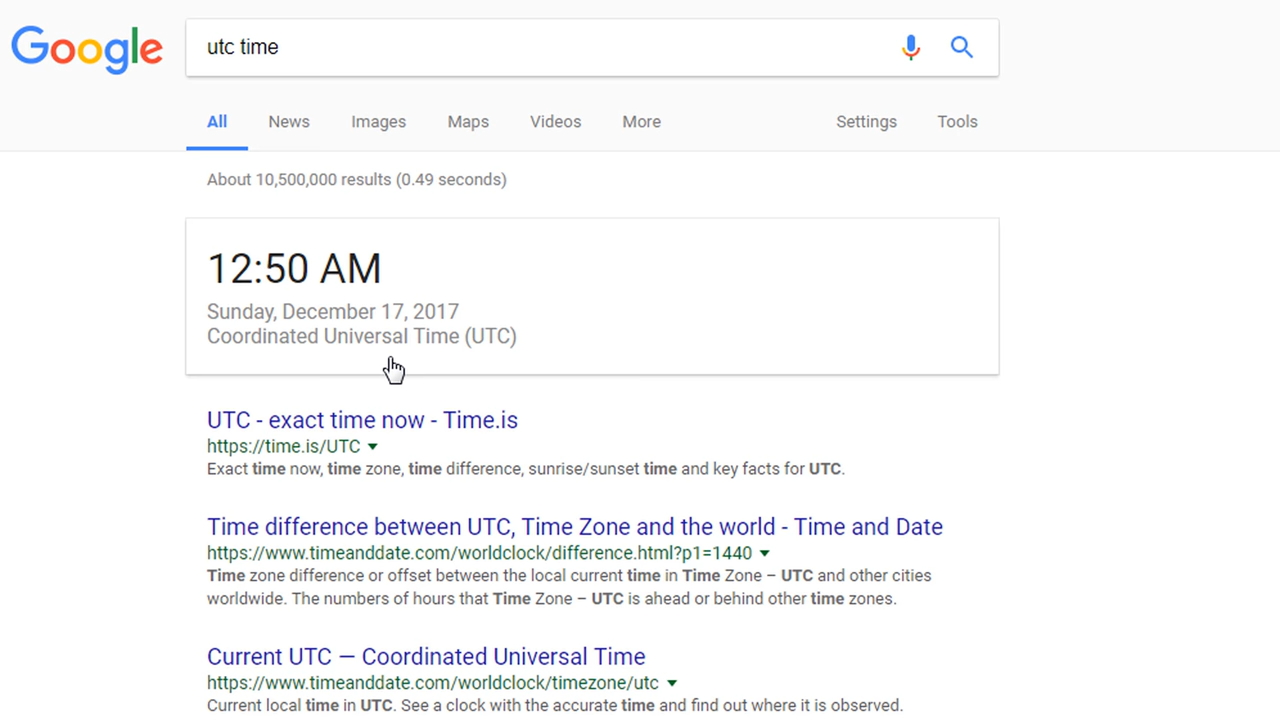 Google
utc time
All News Images Maps Videos More Settings Tools
About 10,500,000 results (0.49 seconds)
12:50 AM
Sunday, December 17, 2017
Coordinated Universal Time (UTC)
UTC - exact time now - Time.is
https://time.is/UTC
Exact time now, time zone, time difference, sunrise/sunset time and key facts for UTC.
Time difference between UTC, Time Zone and the world - Time and Date
https://www.timeanddate.com/worldclock/difference.html?p1=1440
Time zone difference or offset between the local current time in Time Zone – UTC and other cities
worldwide. The numbers of hours that Time Zone – UTC is ahead or behind other time zones.
Current UTC — Coordinated Universal Time
https://www.timeanddate.com/worldclock/timezone/utc
Current local time in UTC. See a clock with the accurate time and find out where it is observed.